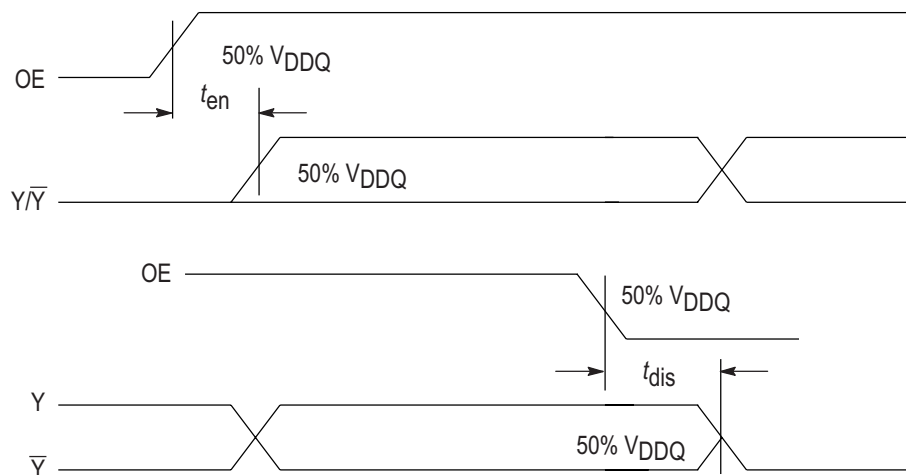 50% VDDQ
OE
ten
50% VDDQ
Y/Y̅
OE
50% VDDQ
tdis
Y
50% VDDQ
Y̅